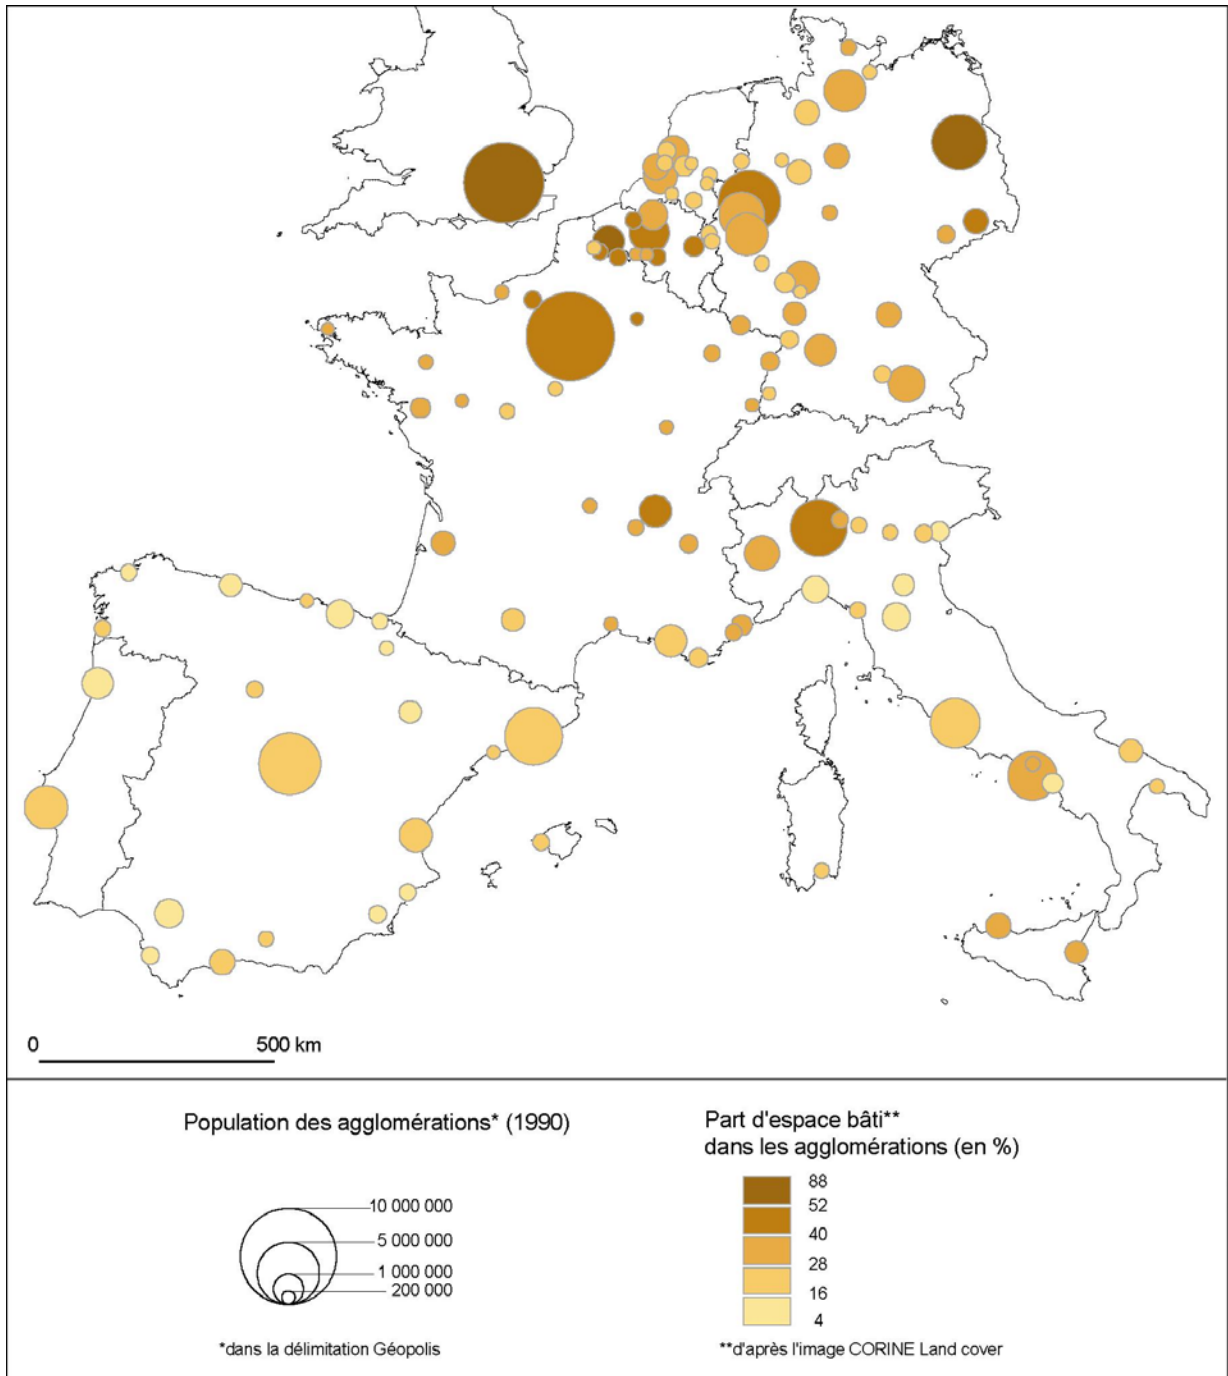 0
500 km
Population des agglomérations* (1990)
10 000 000
5 000 000
1 000 000
200 000
*dans la délimitation Géopolis
Part d'espace bâti**
dans les agglomérations (en %)
88
52
40
28
16
4
**d'après l'image CORINE Land cover